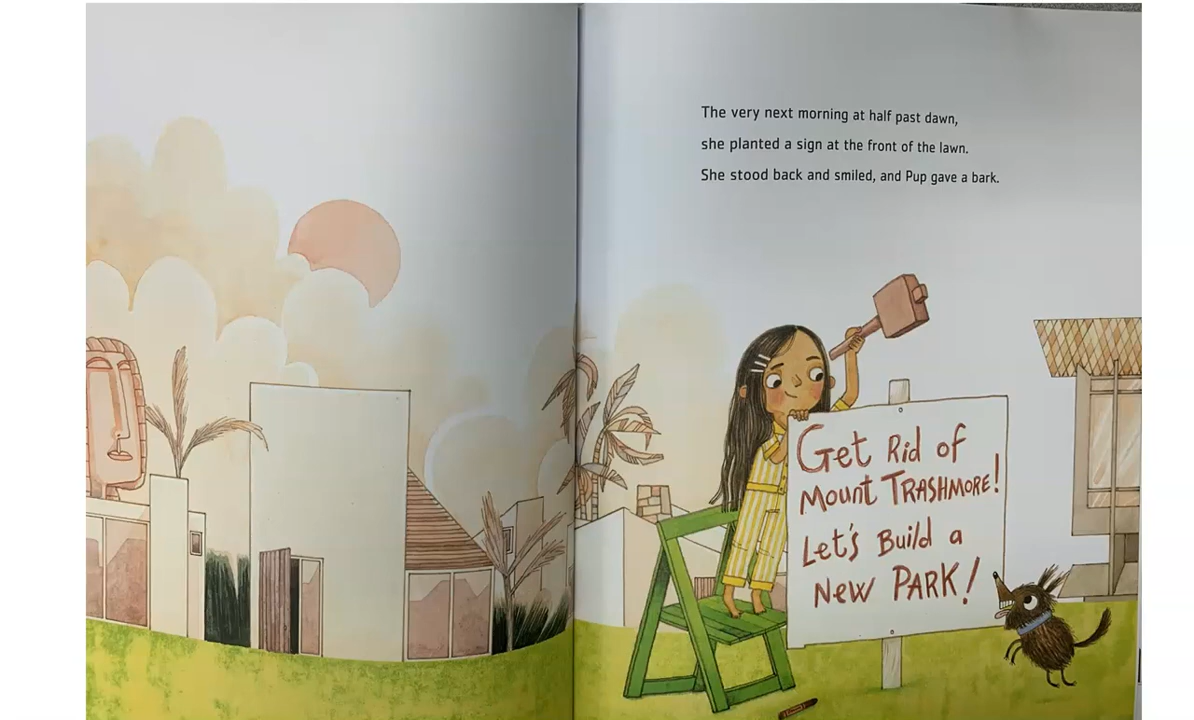 The very next morning at half past dawn,
she planted a sign at the front of the lawn.
She stood back and smiled, and Pup gave a bark.
Get Rid of
Mount TRASHMORE!
Let's Build a
New PARK!